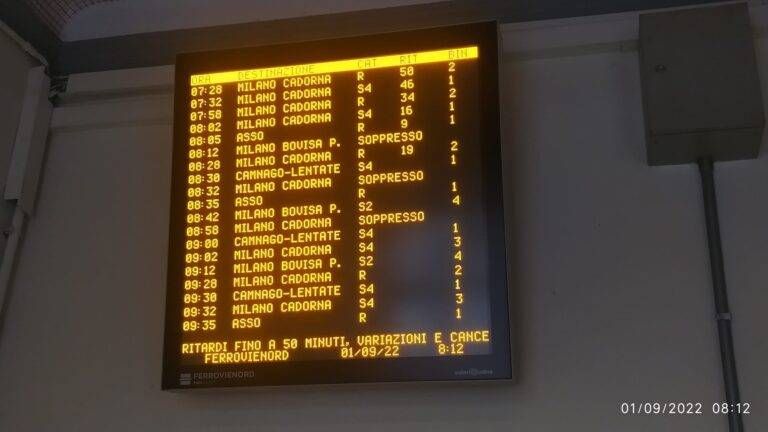 ORA DESTINAZIONE CAT RIT BIN
07:28 MILANO CADORNA R 50 2
07:32 MILANO CADORNA S4 46 1
07:58 MILANO CADORNA R 34 2
08:02 MILANO CADORNA S4 16 1
08:05 ASSO R 9 1
08:12 MILANO BOVISA P. SOPPRESSO
08:28 MILANO CADORNA R 19 2
08:30 CAMNAGO-LENTATE S4 1
08:32 MILANO CADORNA SOPPRESSO
08:35 ASSO R 1
08:42 MILANO BOVISA P. S2 4
08:58 MILANO CADORNA SOPPRESSO
09:00 CAMNAGO-LENTATE S4 1
09:02 MILANO CADORNA S4 3
09:12 MILANO BOVISA P. S2 4
09:28 MILANO CADORNA R 2
09:30 CAMNAGO-LENTATE S4 1
09:32 MILANO CADORNA S4 3
09:35 ASSO R 1
RITARDI FINO A 50 MINUTI, VARIAZIONI E CANCE
FERROVIENORD 01/09/22 8:12
FERROVIENORD
01/09/2022 08:12